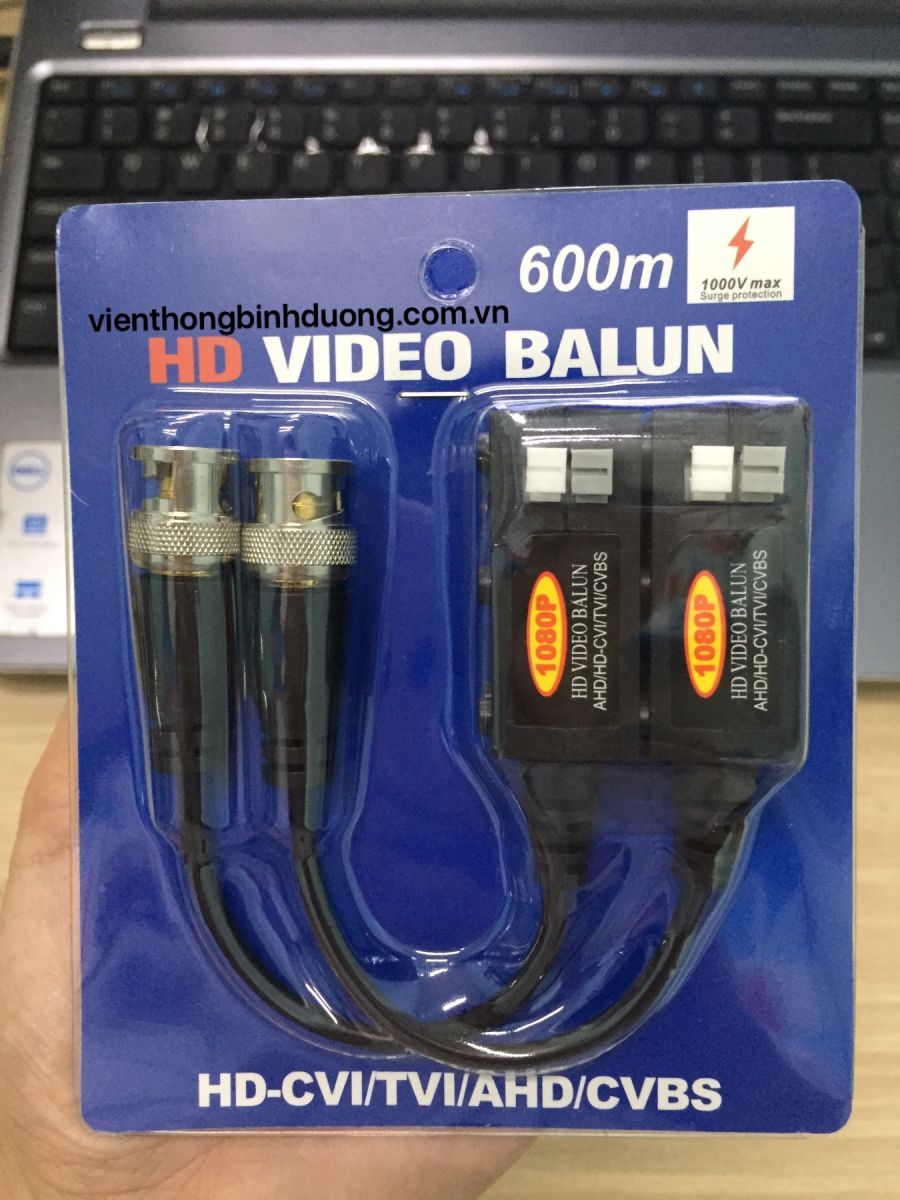 600m
1000V max
Surge protection
vienthongbinhduong.com.vn
HD VIDEO BALUN
1080P
HD VIDEO BALUN
AHD/HD-CVI/TVI/CVBS
1080P
HD VIDEO BALUN
AHD/HD-CVI/TVI/CVBS
HD-CVI/TVI/AHD/CVBS